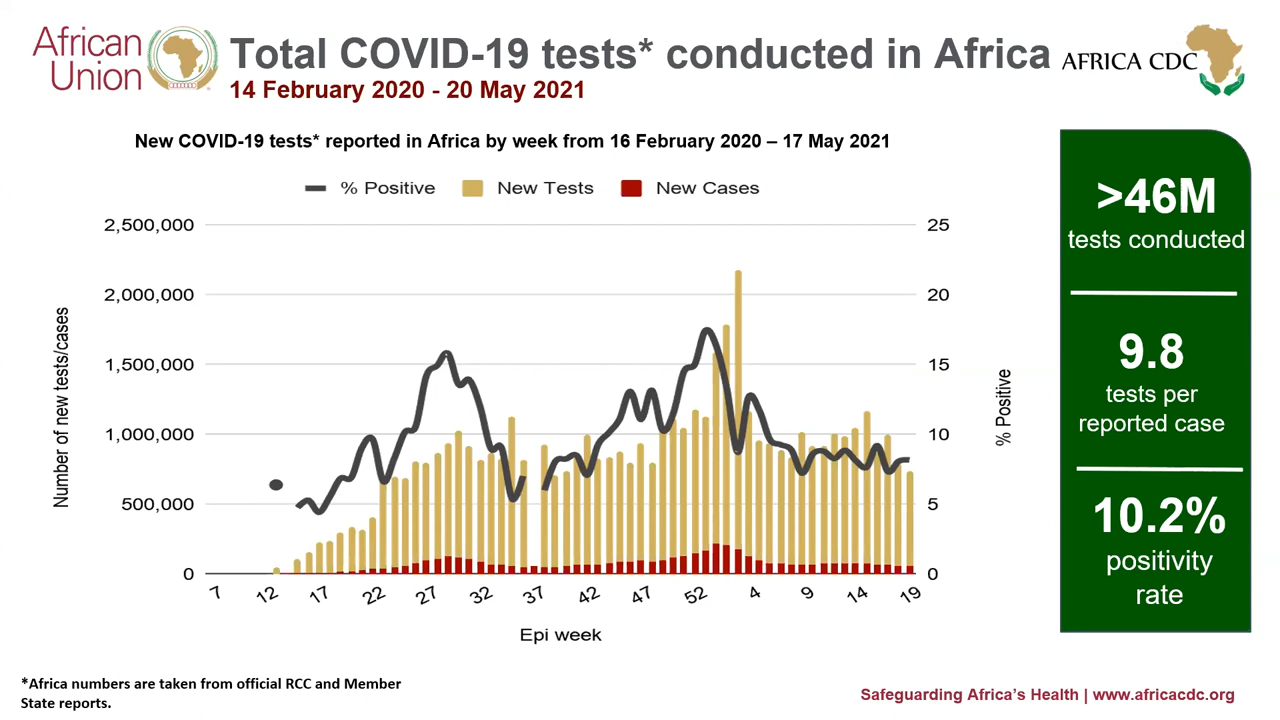 African
Union
Total COVID-19 tests* conducted in Africa
14 February 2020 - 20 May 2021
AFRICA CDC
New COVID-19 tests* reported in Africa by week from 16 February 2020 – 17 May 2021
% Positive New Tests New Cases
Number of new tests/cases
2,500,000
2,000,000
1,500,000
1,000,000
500,000
0
25
20
15
10
5
0
% Positive
7 12 17 22 27 32 37 42 47 52 4 9 14 19
Epi week
>46M
tests conducted
9.8
tests per
reported case
10.2%
positivity
rate
*Africa numbers are taken from official RCC and Member
State reports.
Safeguarding Africa's Health | www.africacdc.org